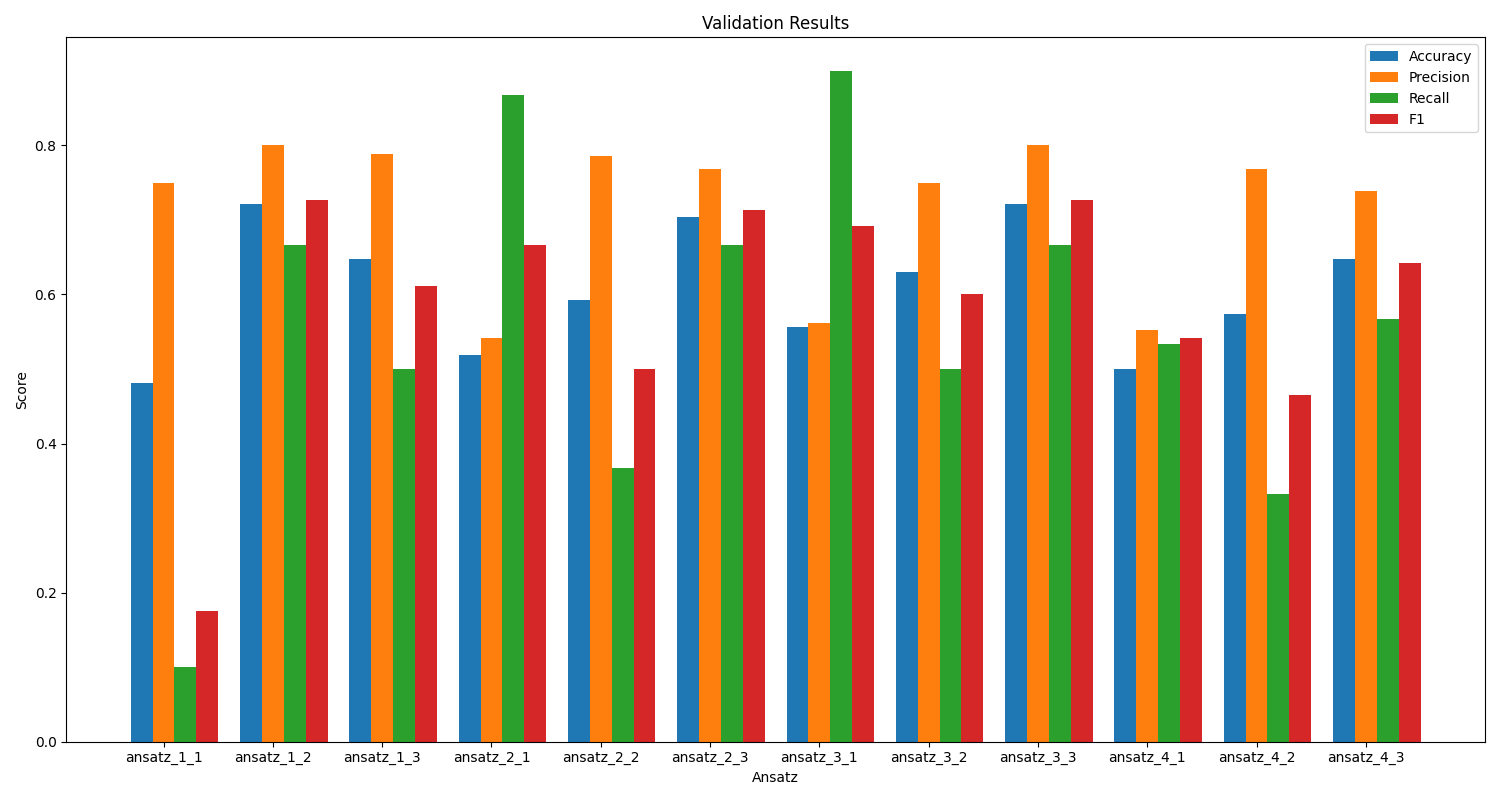 Validation Results
Accuracy
Precision
Recall
F1
Score
0.8
0.6
0.4
0.2
0.0
ansatz_1_1 ansatz_1_2 ansatz_1_3 ansatz_2_1 ansatz_2_2 ansatz_2_3 ansatz_3_1 ansatz_3_2 ansatz_3_3 ansatz_4_1 ansatz_4_2 ansatz_4_3
Ansatz